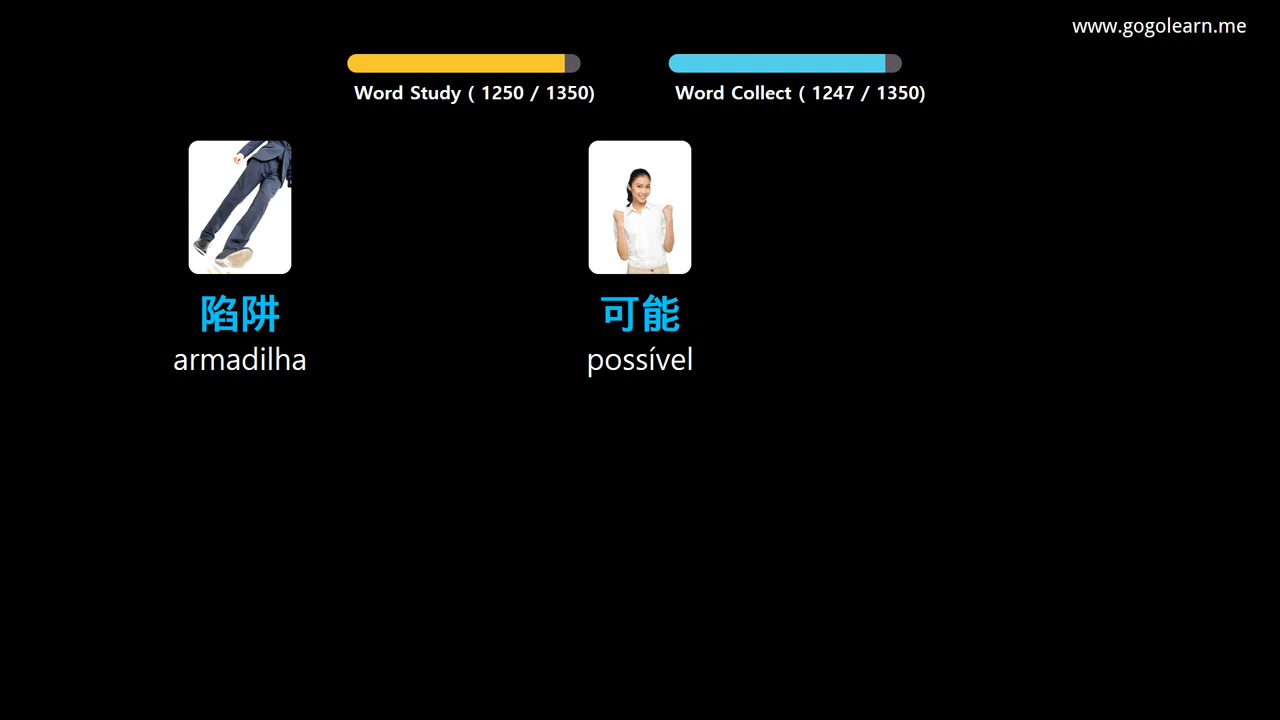 www.gogolearn.me
Word Study ( 1250 / 1350)
Word Collect ( 1247 / 1350)
陷阱
armadilha
可能
possível